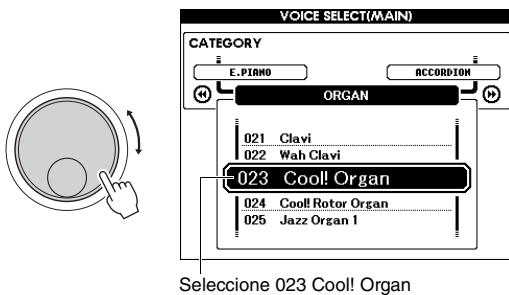 VOICE SELECT(MAIN)
CATEGORY
E.PIANO
ACCORDION
ORGAN
021 Clavi
022 Wah Clavi
023 Cool! Organ
024 Cool! Rotor Organ
025 Jazz Organ 1
Seleccione 023 Cool! Organ